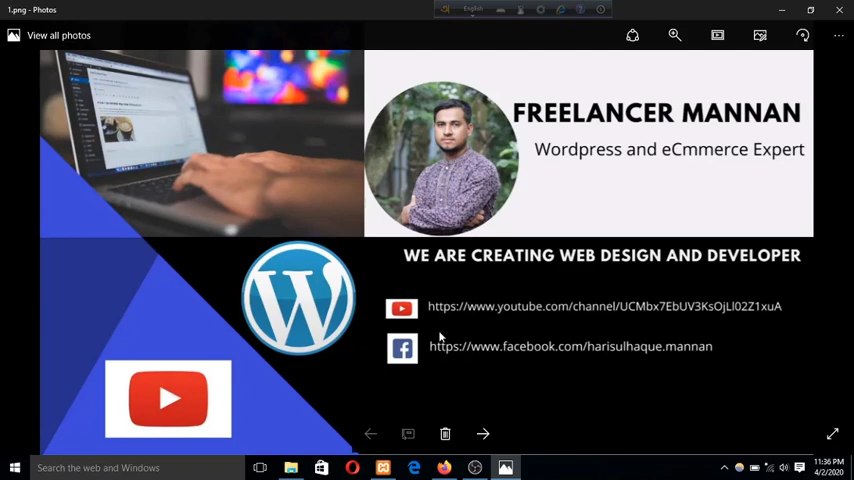 1.png - Photos
English
View all photos
FREELANCER MANNAN
Wordpress and eCmmerce Expert
WE ARE CREATING WEB DESIGN AND DEVELOPER
https://www.youtube.com/channel/UCMbx7EbUV3KsOjLl02Z1xuA
https://www.facebook.com/harisulhaque.mannan
Search the web and Windows
11:36 PM
4/2/2020